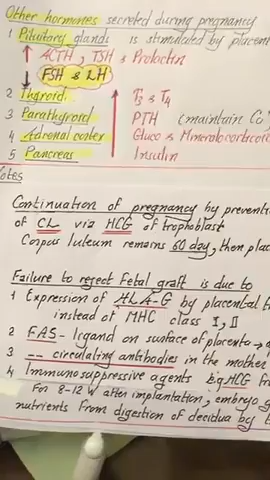 Other hormones secreted during pregnancy
1 Pituitory glands is stimulated by placen
↑ ACTH, TSH & Prolactin
↓ FSH & LH
2 Thyroid T3 & T4
3 Parathyroid PTH (maintain Ca
4 Adrenal cortex Gluco & Mineralocorticoi
5 Pancreas Insulin
otes
Continuation of pregnancy by preventi
of CL via HCG of trophoblast
Corpus luteum remains 60 day, then plac
Failure to reject Fetal graft is due to
1 Expression of HLA-G by placental t
instead of MHC class I, II
2 FAS-ligand on surface of placenta →
3 -- circulating antibodies in the mother
4 Immunosuppressive agents e.g. HCG fr
For 8-12 W after implantation, embryo g
nutrients from digestion of decidua by t